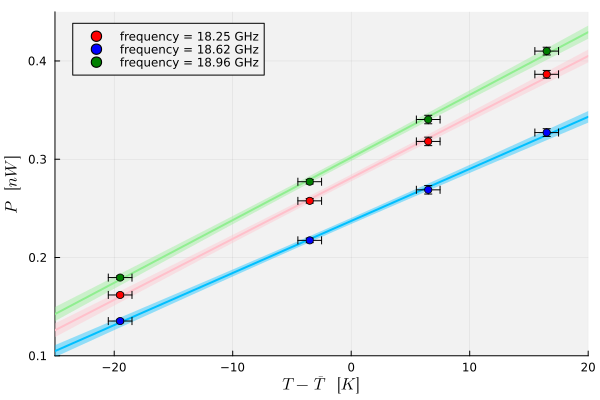 frequency = 18.25 GHz
frequency = 18.62 GHz
frequency = 18.96 GHz
0.4
0.3
0.2
0.1
P [nW]
−20 −10 0 10 20
T − T̄ [K]